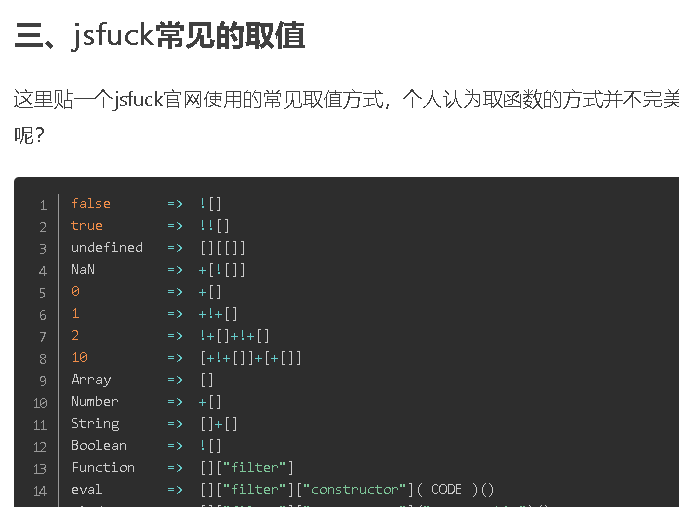 三、jsfuck常见的取值
这里贴一个jsfuck官网使用的常见取值方式，个人认为取函数的方式并不完美
呢？
1 false => ![]
2 true => !![]
3 undefined => [][[]]
4 NaN => +[![]]
5 0 => +[]
6 1 => +!+[]
7 2 => !+[]+!+[]
8 10 => [+!+[]]+[+[]]
9 Array => []
10 Number => +[]
11 String => []+[]
12 Boolean => ![]
13 Function => []["filter"]
14 eval => []["filter"]["constructor"]( CODE )()